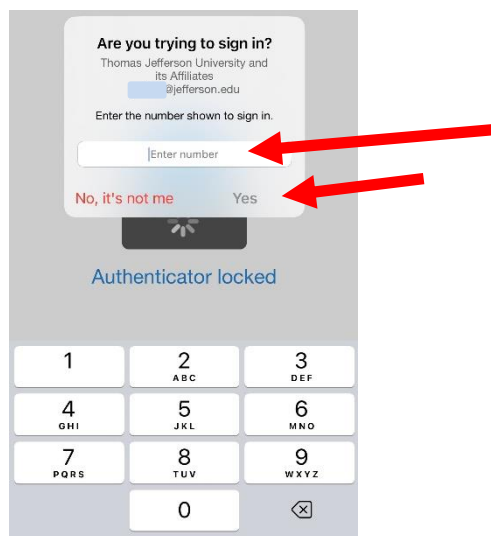 Are you trying to sign in?
Thomas Jefferson University and
its Affiliates
@jefferson.edu
Enter the number shown to sign in.
Enter number
No, it's not me Yes
Authenticator locked
1 2 3
ABC DEF
4 5 6
GHI JKL MNO
7 8 9
PQRS TUV WXYZ
0